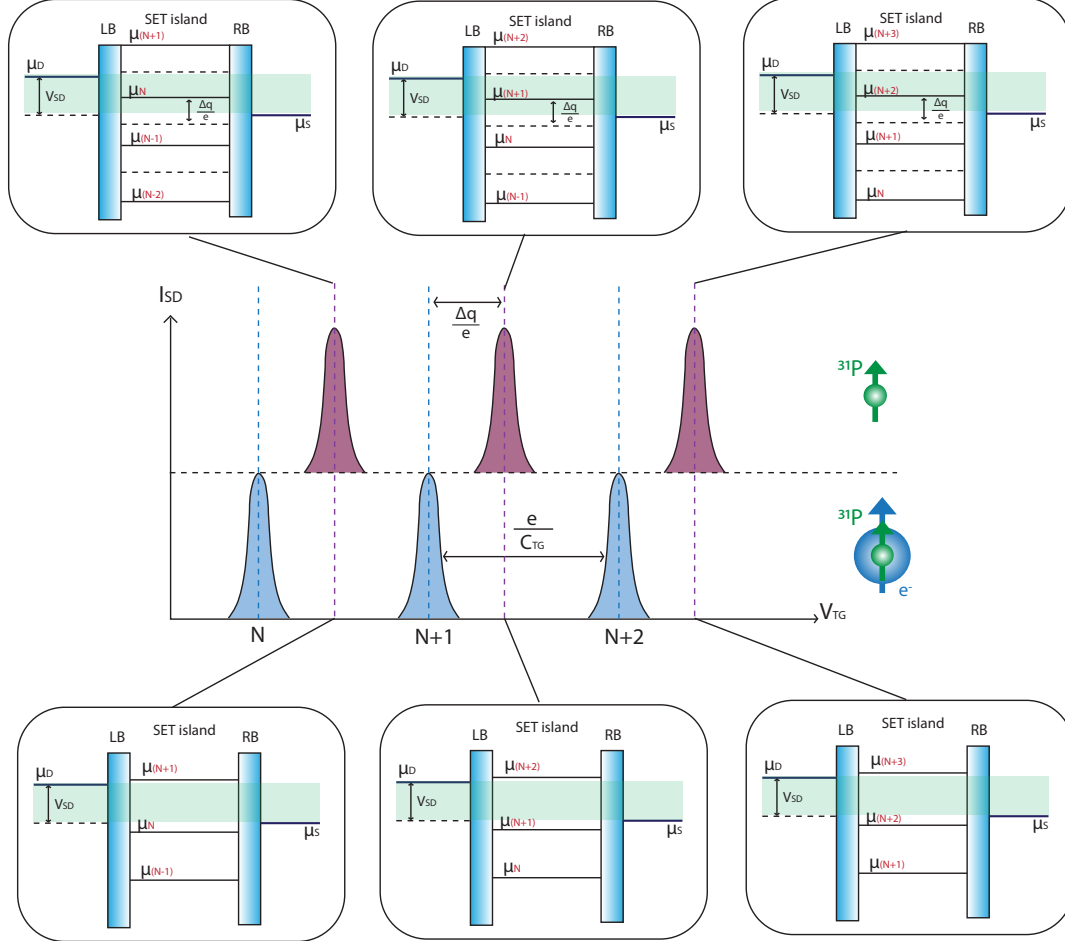 SET island
LB
RB
μ(N+1)
μD
VSD
μN
Δq
e
μS
μ(N-1)
μ(N-2)
SET island
LB
RB
μ(N+2)
μD
VSD
μ(N+1)
Δq
e
μS
μN
μ(N-1)
SET island
LB
RB
μ(N+3)
μD
VSD
μ(N+2)
Δq
e
μS
μ(N+1)
μN
ISD
Δq
e
31P
e
CTG
31P
e-
VTG
N
N+1
N+2
SET island
LB
RB
μ(N+1)
μD
VSD
μN
μS
μ(N-1)
SET island
LB
RB
μ(N+2)
μD
VSD
μ(N+1)
μS
μN
SET island
LB
RB
μ(N+3)
μD
VSD
μ(N+2)
μS
μ(N+1)